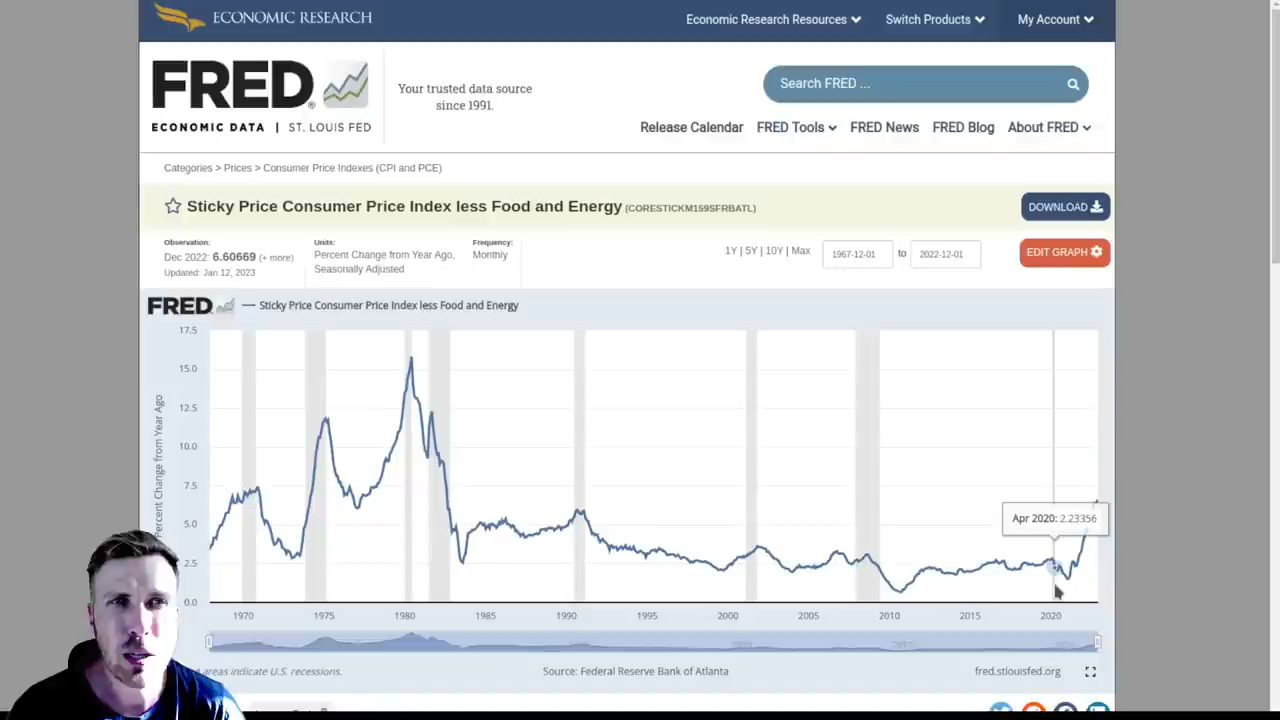 ECONOMIC RESEARCH
Economic Research Resources
Switch Products
My Account
FRED®
ECONOMIC DATA | ST. LOUIS FED
Your trusted data source
since 1991.
Search FRED ...
Release Calendar
FRED Tools
FRED News
FRED Blog
About FRED
Categories > Prices > Consumer Price Indexes (CPI and PCE)
Sticky Price Consumer Price Index less Food and Energy (CORESTICKM159SFRBATL)
DOWNLOAD
Observation:
Dec 2022: 6.60669 (+ more)
Updated: Jan 12, 2023
Units:
Percent Change from Year Ago,
Seasonally Adjusted
Frequency:
Monthly
1Y | 5Y | 10Y | Max
1967-12-01 to 2022-12-01
EDIT GRAPH
FRED
Sticky Price Consumer Price Index less Food and Energy
Percent Change from Year Ago
17.5
15.0
12.5
10.0
7.5
5.0
2.5
0.0
Apr 2020: 2.23356
1970 1975 1980 1985 1990 1995 2000 2005 2010 2015 2020
areas indicate U.S. recessions.
Source: Federal Reserve Bank of Atlanta
fred.stlouisfed.org